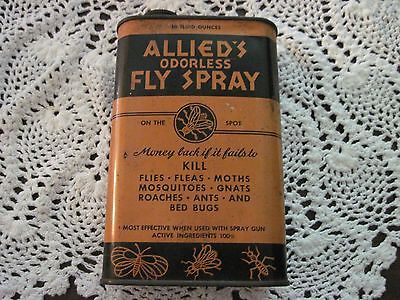 16 FLUID OUNCES
ALLIED'S
ODORLESS
FLY SPRAY
ON THE SPOT
Money back if it fails to
KILL
FLIES · FLEAS · MOTHS
MOSQUITOES · GNATS
ROACHES · ANTS · AND
BED BUGS
MOST EFFECTIVE WHEN USED WITH SPRAY GUN
ACTIVE INGREDIENTS 100%